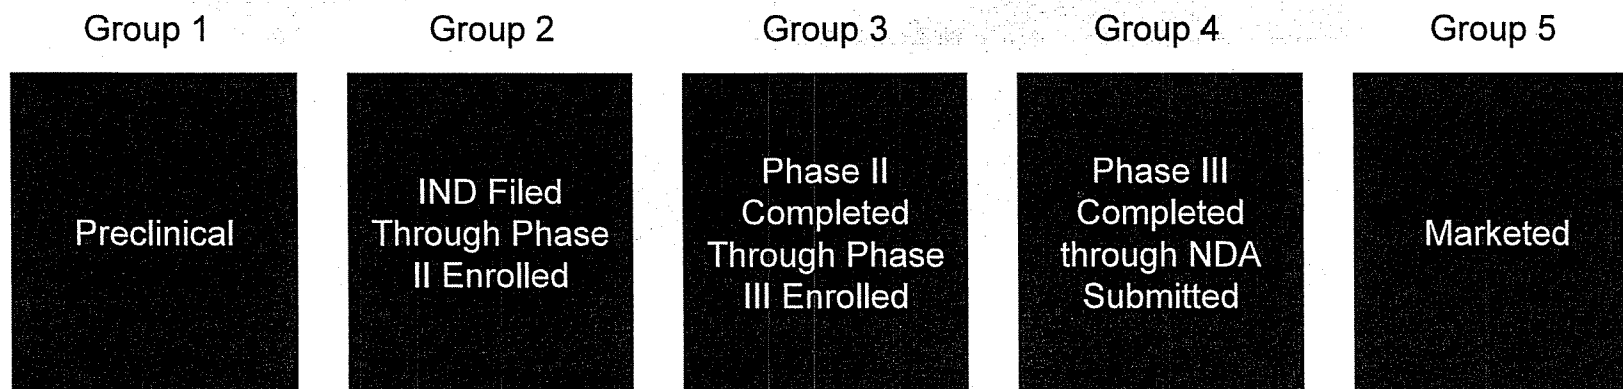 Group 1
Group 2
Group 3
Group 4
Group 5
Preclinical
IND Filed
Through Phase
II Enrolled
Phase II
Completed
Through Phase
III Enrolled
Phase III
Completed
through NDA
Submitted
Marketed